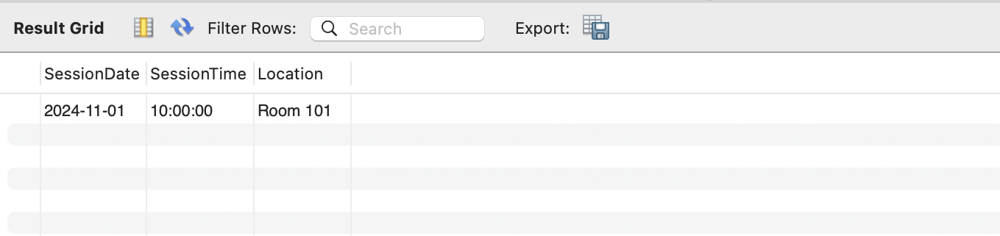 Result Grid Filter Rows: Search Export:
SessionDate SessionTime Location
2024-11-01 10:00:00 Room 101